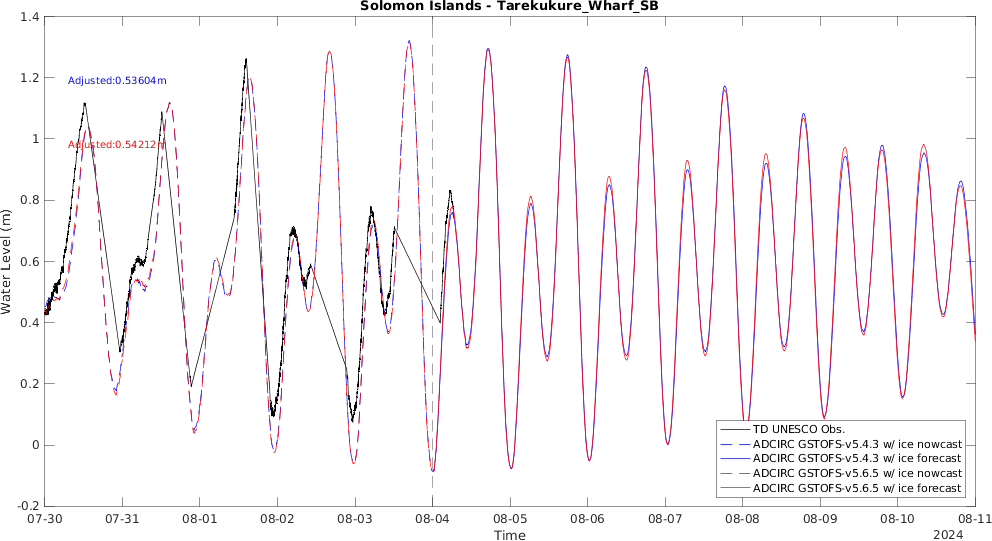 Solomon Islands - Tarekukure_Wharf_SB
1.4
1.2
1
0.8
0.6
0.4
0.2
0
-0.2
Water Level (m)
Adjusted:0.53604m
Adjusted:0.54212m
TD UNESCO Obs.
ADCIRC GSTOFS-v5.4.3 w/ ice nowcast
ADCIRC GSTOFS-v5.4.3 w/ ice forecast
ADCIRC GSTOFS-v5.6.5 w/ ice nowcast
ADCIRC GSTOFS-v5.6.5 w/ ice forecast
07-30 07-31 08-01 08-02 08-03 08-04 08-05 08-06 08-07 08-08 08-09 08-10 08-11
Time
2024